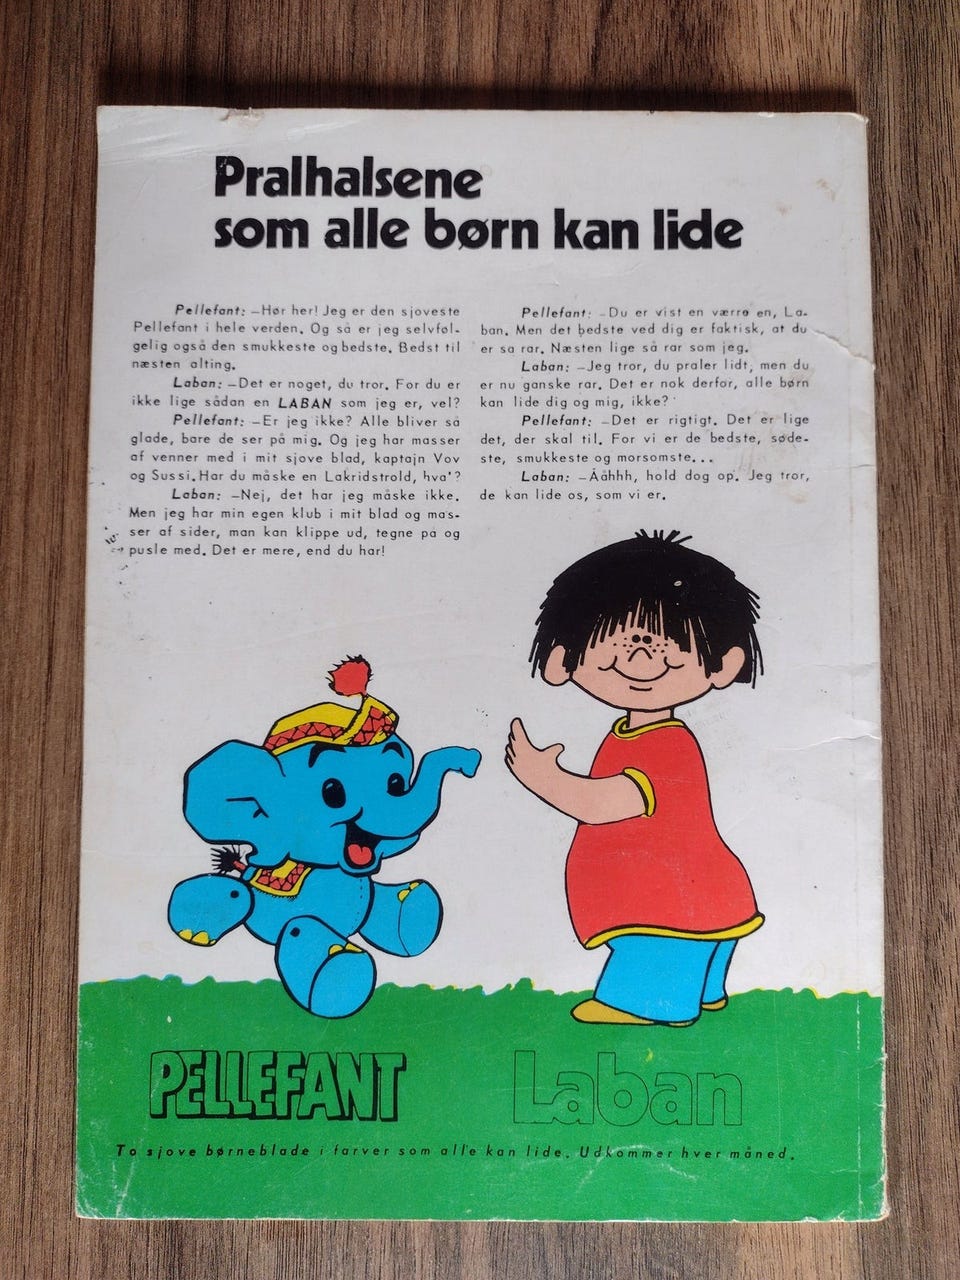 Pralhalsene
som alle børn kan lide
Pellefant: –Hør her! Jeg er den sjoveste
Pellefant i hele verden. Og så er jeg selvføl-
gelig også den smukkeste og bedste. Bedst til
næsten alting.
Laban: –Det er noget, du tror. For du er
ikke lige sådan en LABAN som jeg er, vel?
Pellefant: –Er jeg ikke? Alle bliver så
glade, bare de ser på mig. Og jeg har masser
af venner med i mit sjove blad, kaptajn Vov
og Sussi. Har du måske en Lakridstrold, hva'?
Laban: –Nej, det har jeg måske ikke.
Men jeg har min egen klub i mit blad og mas-
ser af sider, man kan klippe ud, tegne på og
pusle med. Det er mere, end du har!
Pellefant: –Du er vist en værre en, La-
ban. Men det bedste ved dig er faktisk, at du
er så rar. Næsten lige så rar som jeg.
Laban: –Jeg tror, du praler lidt, men du
er nu ganske rar. Det er nok derfor, alle børn
kan lide dig og mig, ikke?
Pellefant: –Det er rigtigt. Det er lige
det, der skal til. For vi er de bedste, søde-
ste, smukkeste og morsomste...
Laban: –Ååhhh, hold dog op. Jeg tror,
de kan lide os, som vi er.
PELLEFANT
Laban
To sjove børneblade i farver som alle kan lide. Udkommer hver måned.